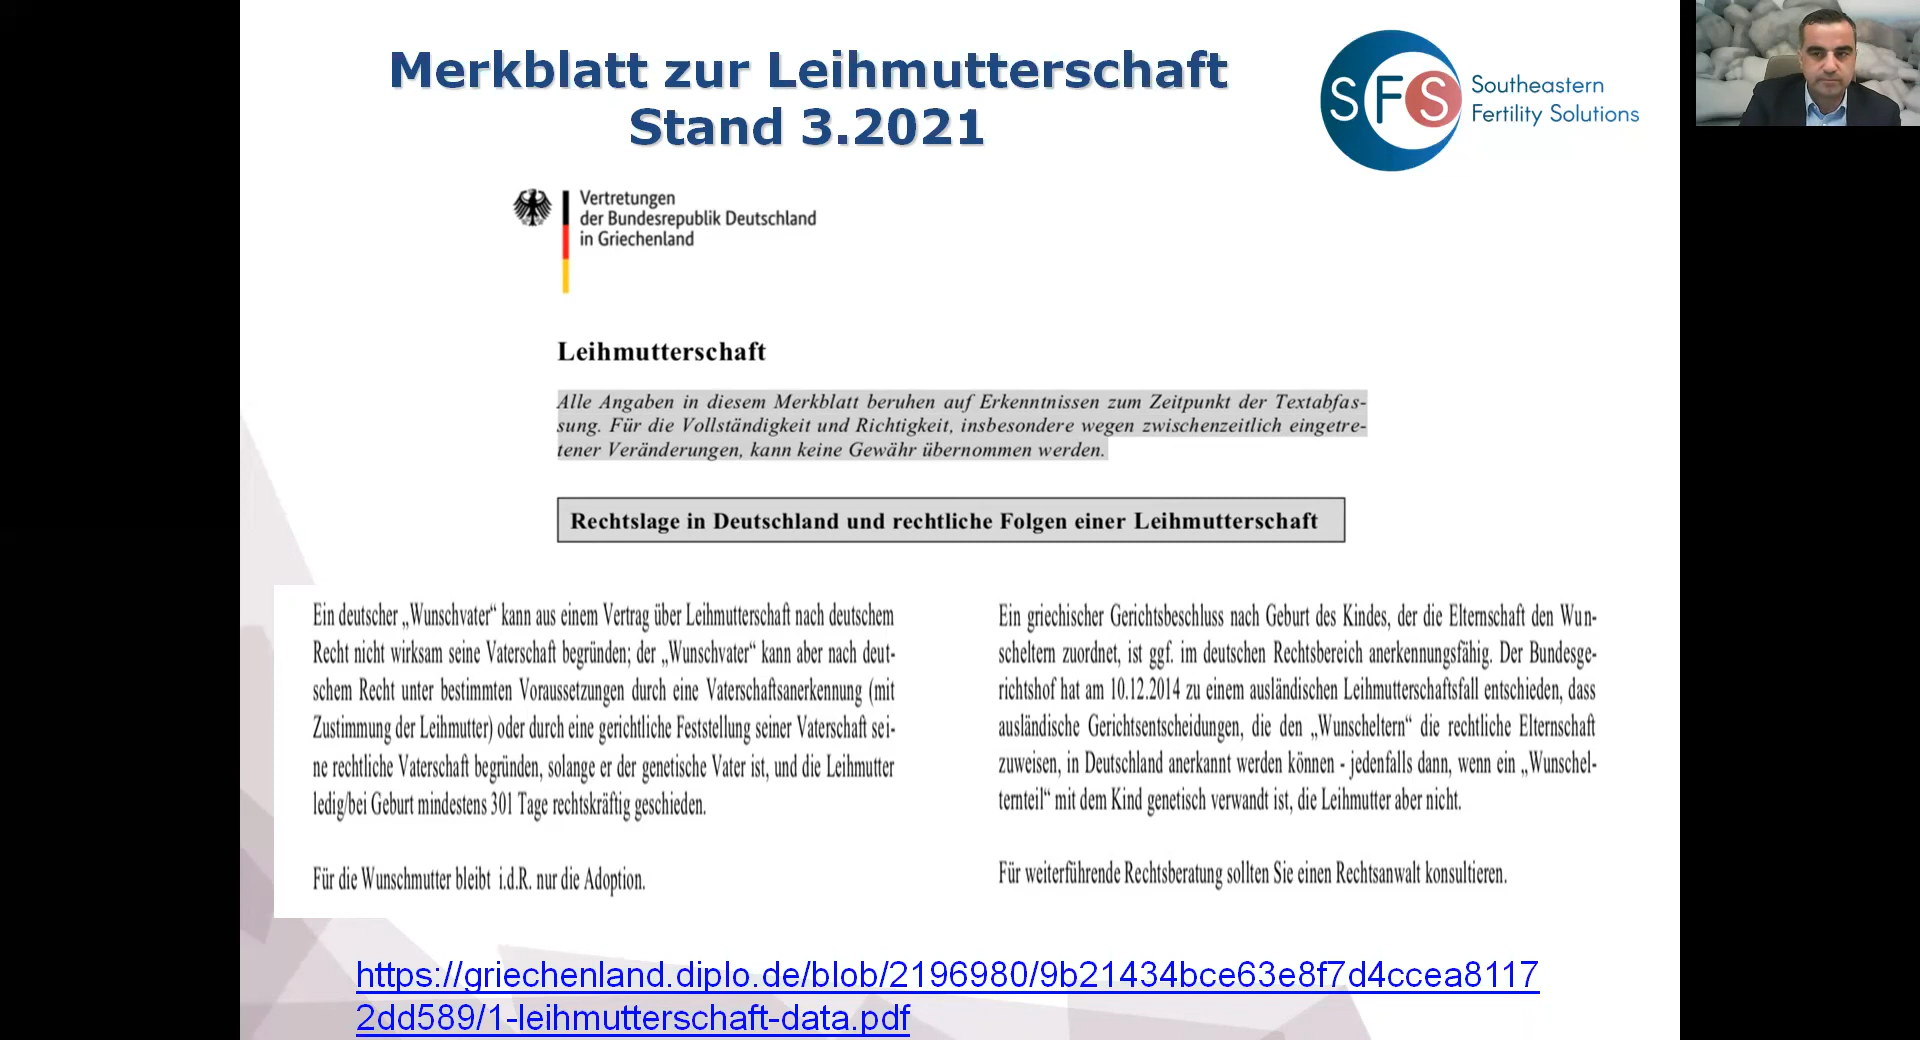 Merkblatt zur Leihmutterschaft
Stand 3.2021
SFS
Southeastern
Fertility Solutions
Vertretungen
der Bundesrepublik Deutschland
in Griechenland
Leihmutterschaft
Alle Angaben in diesem Merkblatt beruhen auf Erkenntnissen zum Zeitpunkt der Textabfas-
sung. Für die Vollständigkeit und Richtigkeit, insbesondere wegen zwischenzeitlich eingetre-
tener Veränderungen, kann keine Gewähr übernommen werden.
Rechtslage in Deutschland und rechtliche Folgen einer Leihmutterschaft
Ein deutscher „Wunschvater“ kann aus einem Vertrag über Leihmutterschaft nach deutschem
Recht nicht wirksam seine Vaterschaft begründen; der „Wunschvater“ kann aber nach deut-
schem Recht unter bestimmten Voraussetzungen durch eine Vaterschaftsanerkennung (mit
Zustimmung der Leihmutter) oder durch eine gerichtliche Feststellung seiner Vaterschaft sei-
ne rechtliche Vaterschaft begründen, solange er der genetische Vater ist, und die Leihmutter
ledig/bei Geburt mindestens 301 Tage rechtskräftig geschieden.
Für die Wunschmutter bleibt i.d.R. nur die Adoption.
Ein griechischer Gerichtsbeschluss nach Geburt des Kindes, der die Elternschaft den Wun-
scheltern zuordnet, ist ggf. im deutschen Rechtsbereich anerkennungsfähig. Der Bundesge-
richtshof hat am 10.12.2014 zu einem ausländischen Leihmutterschaftsfall entschieden, dass
ausländische Gerichtsentscheidungen, die den „Wunscheltern“ die rechtliche Elternschaft
zuweisen, in Deutschland anerkannt werden können - jedenfalls dann, wenn ein „Wunschel-
ternteil“ mit dem Kind genetisch verwandt ist, die Leihmutter aber nicht.
Für weiterführende Rechtsberatung sollten Sie einen Rechtsanwalt konsultieren.
https://griechenland.diplo.de/blob/2196980/9b21434bce63e8f7d4ccea8117
2dd589/1-leihmutterschaft-data.pdf